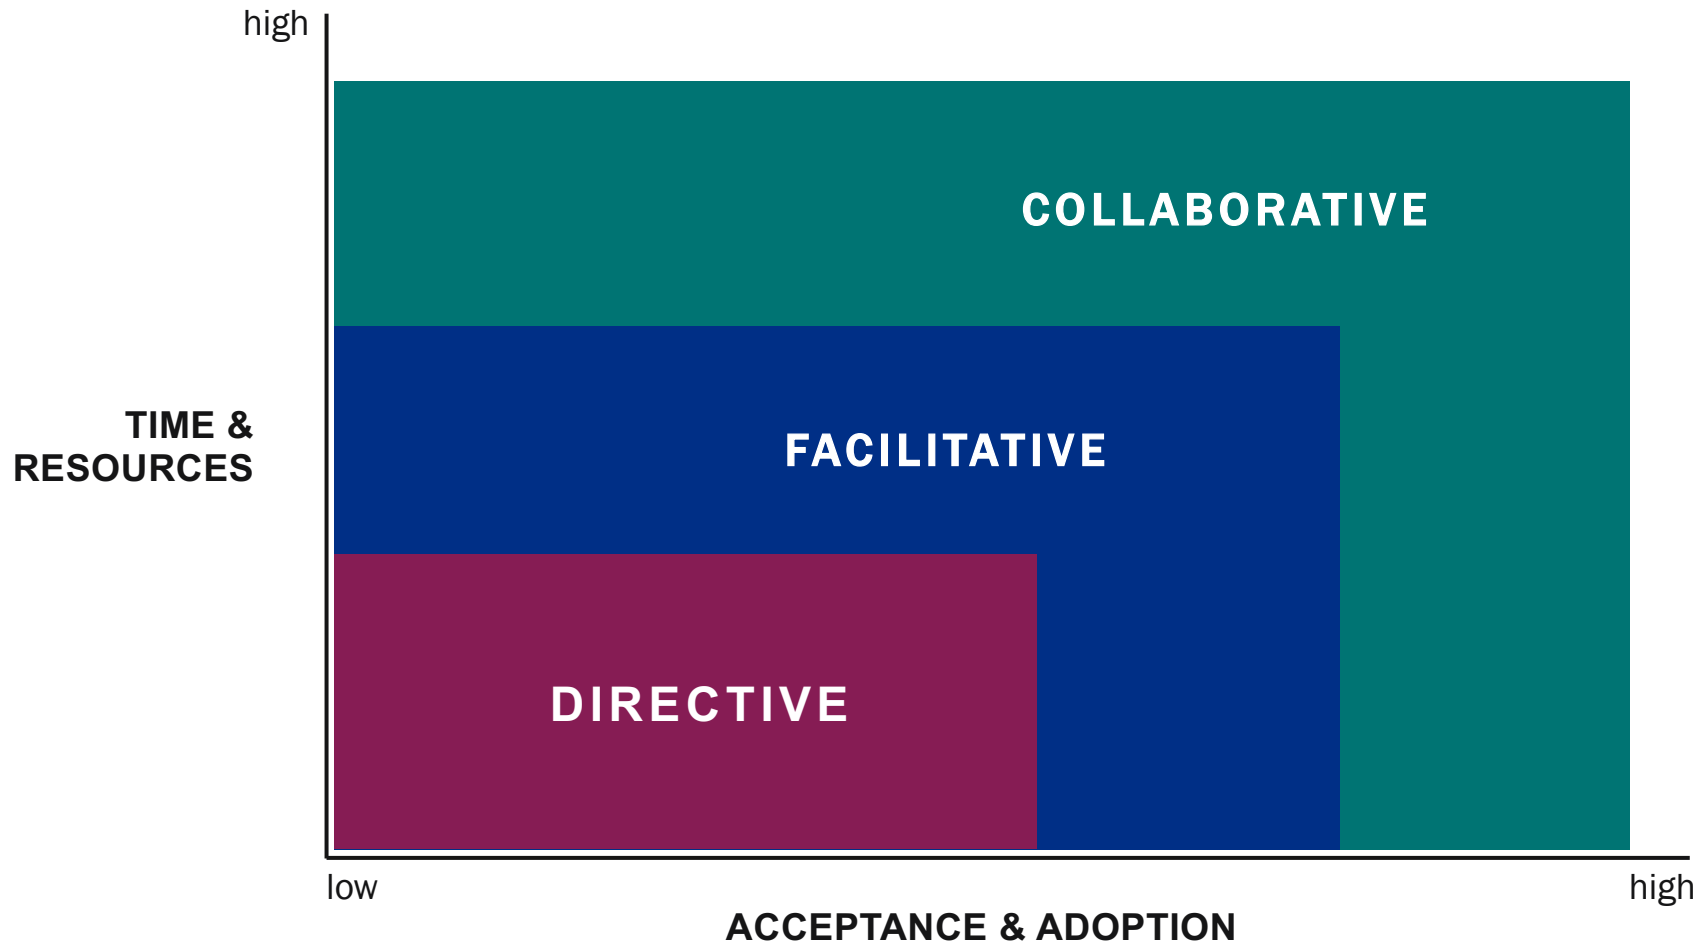 high
COLLABORATIVE
TIME &
RESOURCES
FACILITATIVE
DIRECTIVE
low
high
ACCEPTANCE & ADOPTION